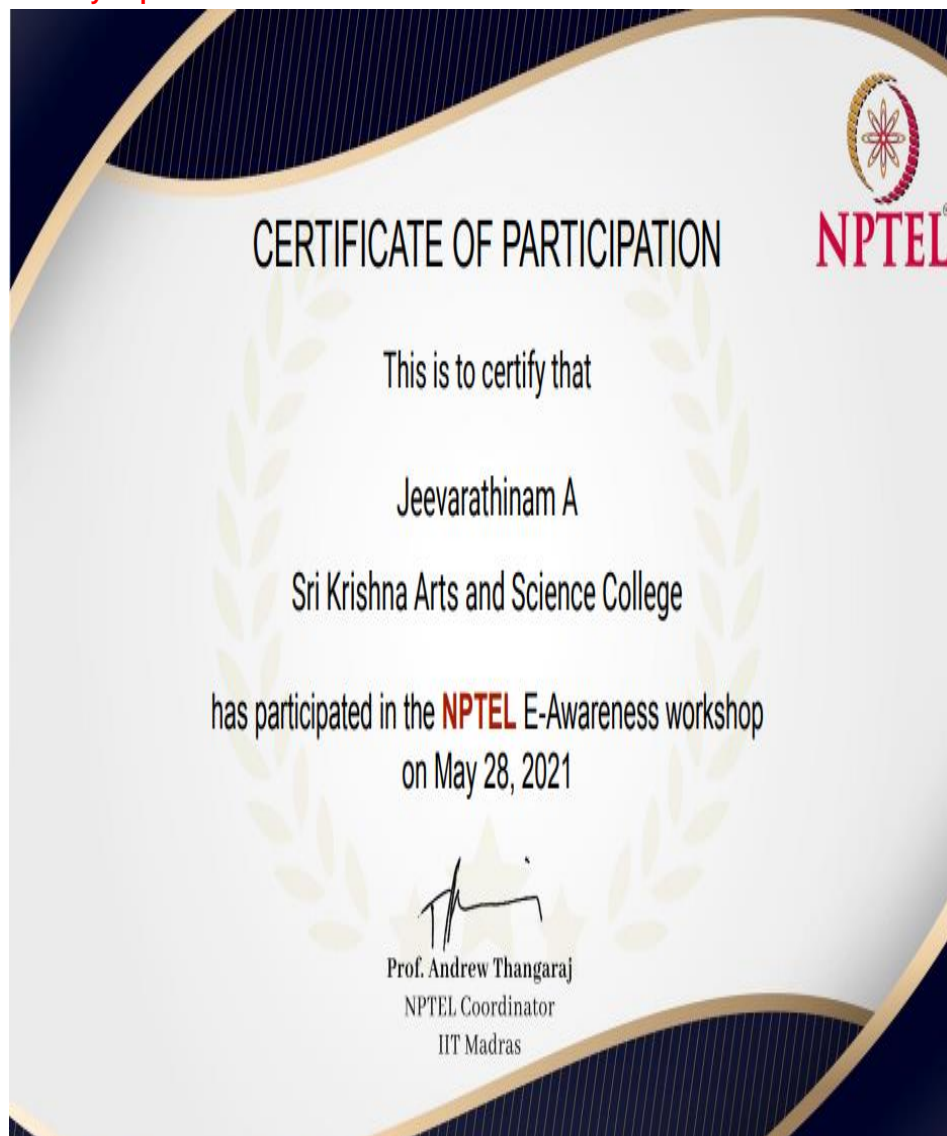 CERTIFICATE OF PARTICIPATION
NPTEL
This is to certify that
Jeevarathinam A
Sri Krishna Arts and Science College
has participated in the NPTEL E-Awareness workshop
on May 28, 2021
Prof. Andrew Thangaraj
NPTEL Coordinator
IIT Madras